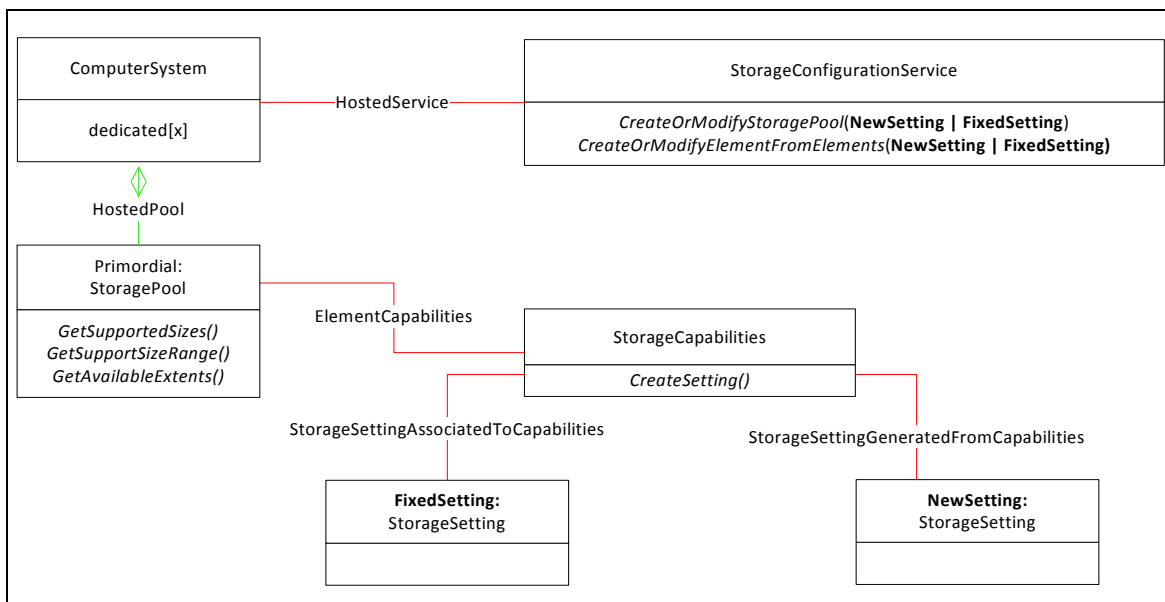 ComputerSystem
dedicated[x]
HostedService
StorageConfigurationService
CreateOrModifyStoragePool(NewSetting | FixedSetting)
CreateOrModifyElementFromElements(NewSetting | FixedSetting)
HostedPool
Primordial:
StoragePool
GetSupportedSizes()
GetSupportSizeRange()
GetAvailableExtents()
ElementCapabilities
StorageCapabilities
CreateSetting()
StorageSettingAssociatedToCapabilities
StorageSettingGeneratedFromCapabilities
FixedSetting:
StorageSetting
NewSetting:
StorageSetting